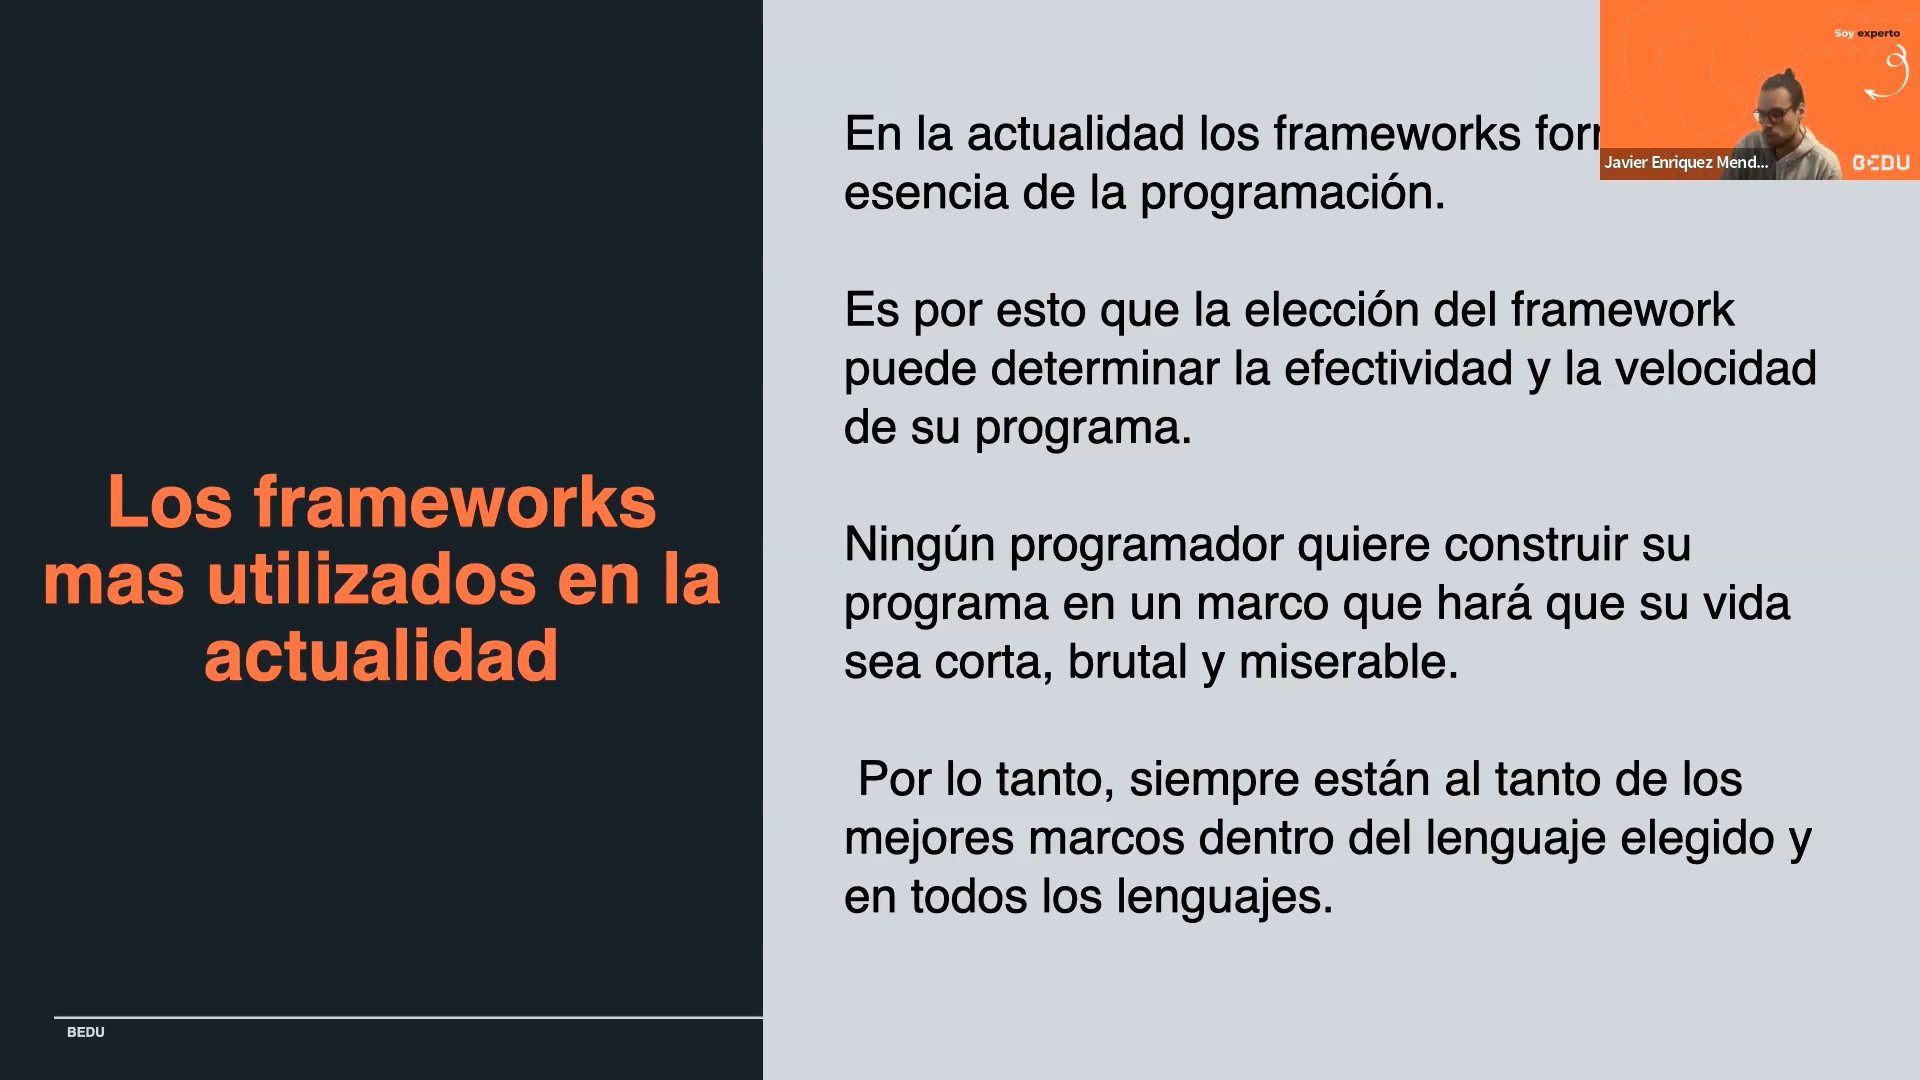 Los frameworks
mas utilizados en la
actualidad
BEDU
En la actualidad los frameworks
esencia de la programación.
Es por esto que la elección del framework
puede determinar la efectividad y la velocidad
de su programa.
Ningún programador quiere construir su
programa en un marco que hará que su vida
sea corta, brutal y miserable.
Por lo tanto, siempre están al tanto de los
mejores marcos dentro del lenguaje elegido y
en todos los lenguajes.
Soy experto
Javier Enriquez Mend...
BEDU